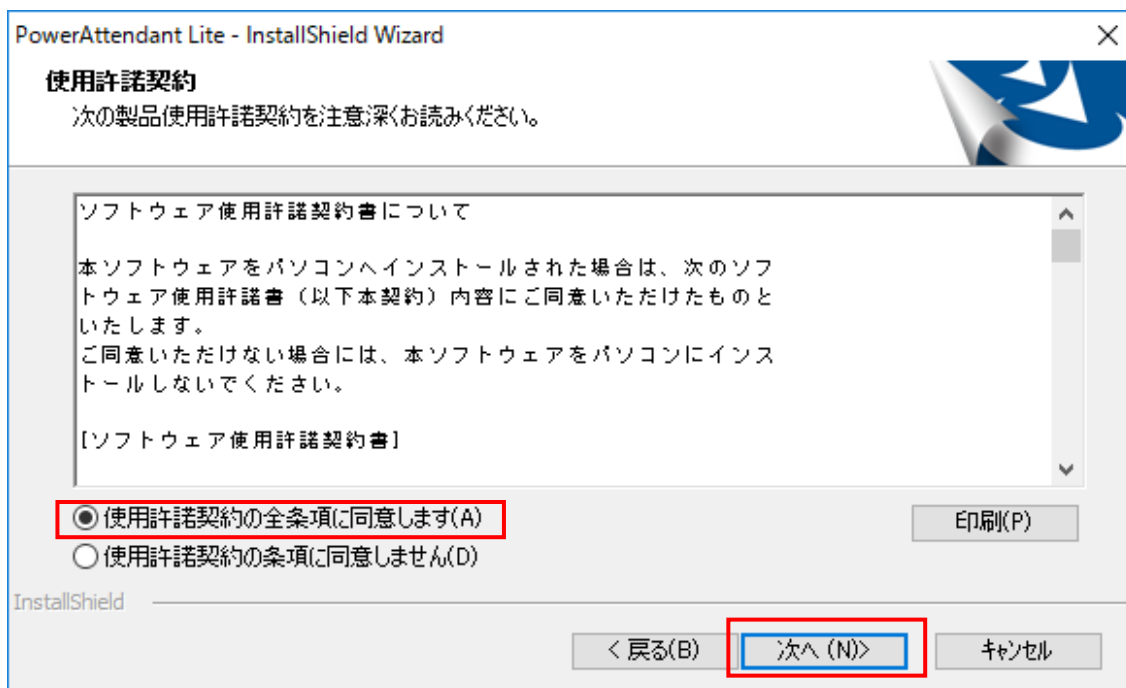 PowerAttendant Lite - InstallShield Wizard
使用許諾契約
次の製品使用許諾契約を注意深くお読みください。
ソフトウェア使用許諾契約書について
本ソフトウェアをパソコンへインストールされた場合は、次のソフ
トウェア使用許諾書（以下本契約）内容にご同意いただけたものと
いたします。
ご同意いただけない場合には、本ソフトウェアをパソコンにインス
トールしないでください。
[ソフトウェア使用許諾契約書]
使用許諾契約の全条項に同意します(A)
印刷(P)
使用許諾契約の条項に同意しません(D)
InstallShield
< 戻る(B)
次へ (N)>
キャンセル